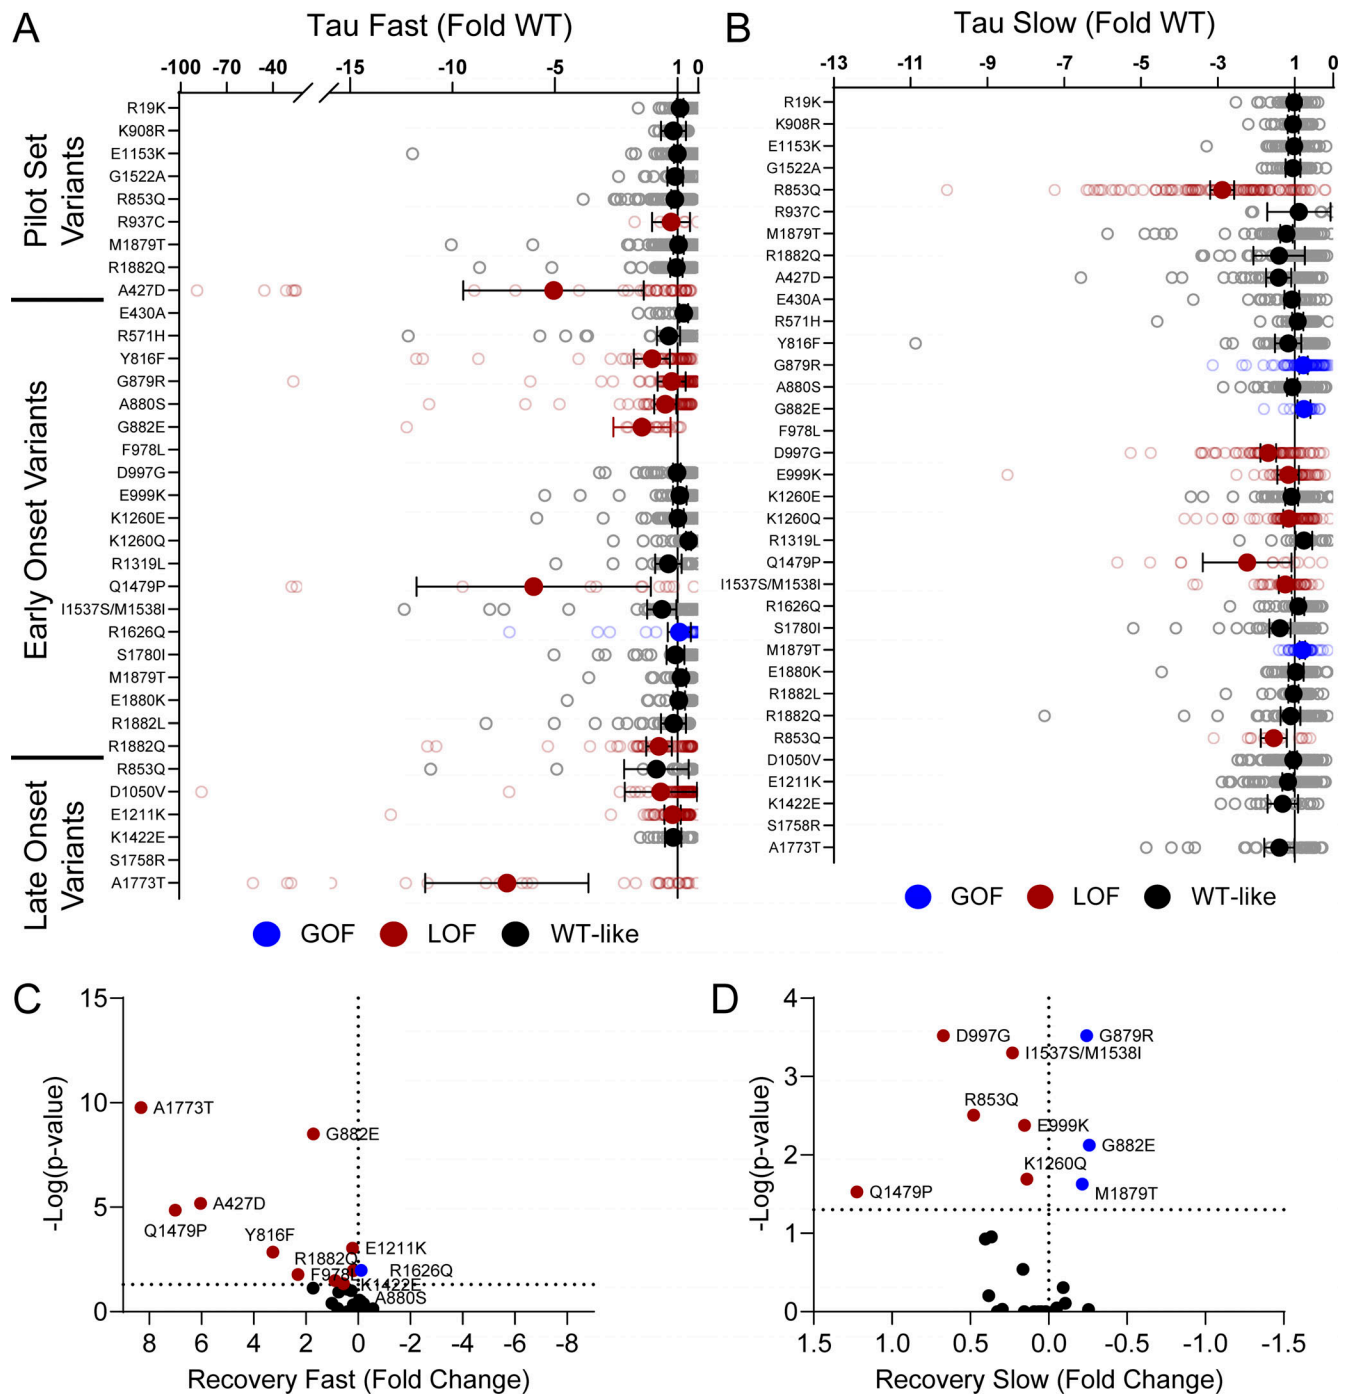 A
Tau Fast (Fold WT)
-100 -70 -40 -15 -5 1 0
Pilot Set
Variants
R19K
K908R
E1153K
G1522A
R853Q
R937C
M1879T
R1882Q
A427D
Early Onset Variants
E430A
R571H
Y816F
G879R
A880S
G882E
F978L
D997G
E999K
K1260E
K1260Q
R1319L
Q1479P
I1537S/M1538I
R1626Q
S1780I
M1879T
E1880K
R1882L
R1882Q
Late Onset
Variants
R853Q
D1050V
E1211K
K1422E
S1758R
A1773T
GOF LOF WT-like
B
Tau Slow (Fold WT)
-13 -11 -9 -7 -5 -3 1 0
R19K
K908R
E1153K
G1522A
R853Q
R937C
M1879T
R1882Q
A427D
E430A
R571H
Y816F
G879R
A880S
G882E
F978L
D997G
E999K
K1260E
K1260Q
R1319L
Q1479P
I1537S/M1538I
R1626Q
S1780I
M1879T
E1880K
R1882L
R1882Q
R853Q
D1050V
E1211K
K1422E
S1758R
A1773T
GOF LOF WT-like
C
-Log(p-value)
15
10
5
0
A1773T
G882E
A427D
Q1479P
Y816F
E1211K
R1882Q
R1626Q
F978L
K1422E
A880S
8 6 4 2 0 -2 -4 -6 -8
Recovery Fast (Fold Change)
D
-Log(p-value)
4
3
2
1
0
D997G
G879R
I1537S/M1538I
R853Q
E999K
G882E
K1260Q
Q1479P
M1879T
1.5 1.0 0.5 0.0 -0.5 -1.0 -1.5
Recovery Slow (Fold Change)